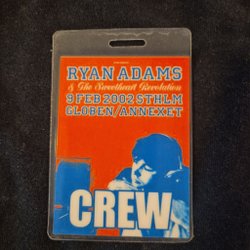 RYAN ADAMS
& The Sweetheart Revolution
9 FEB 2002 STHLM
GLOBEN/ANNEXET
CREW